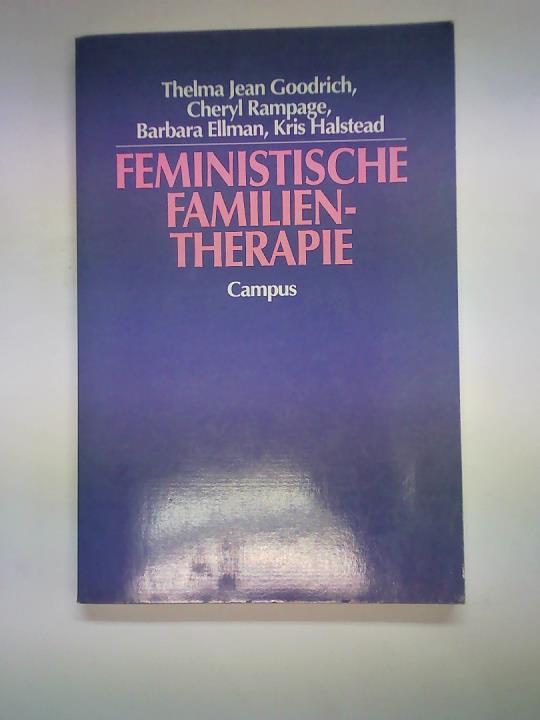 Thelma Jean Goodrich,
Cheryl Rampage,
Barbara Ellman, Kris Halstead
FEMINISTISCHE
FAMILIEN-
THERAPIE
Campus